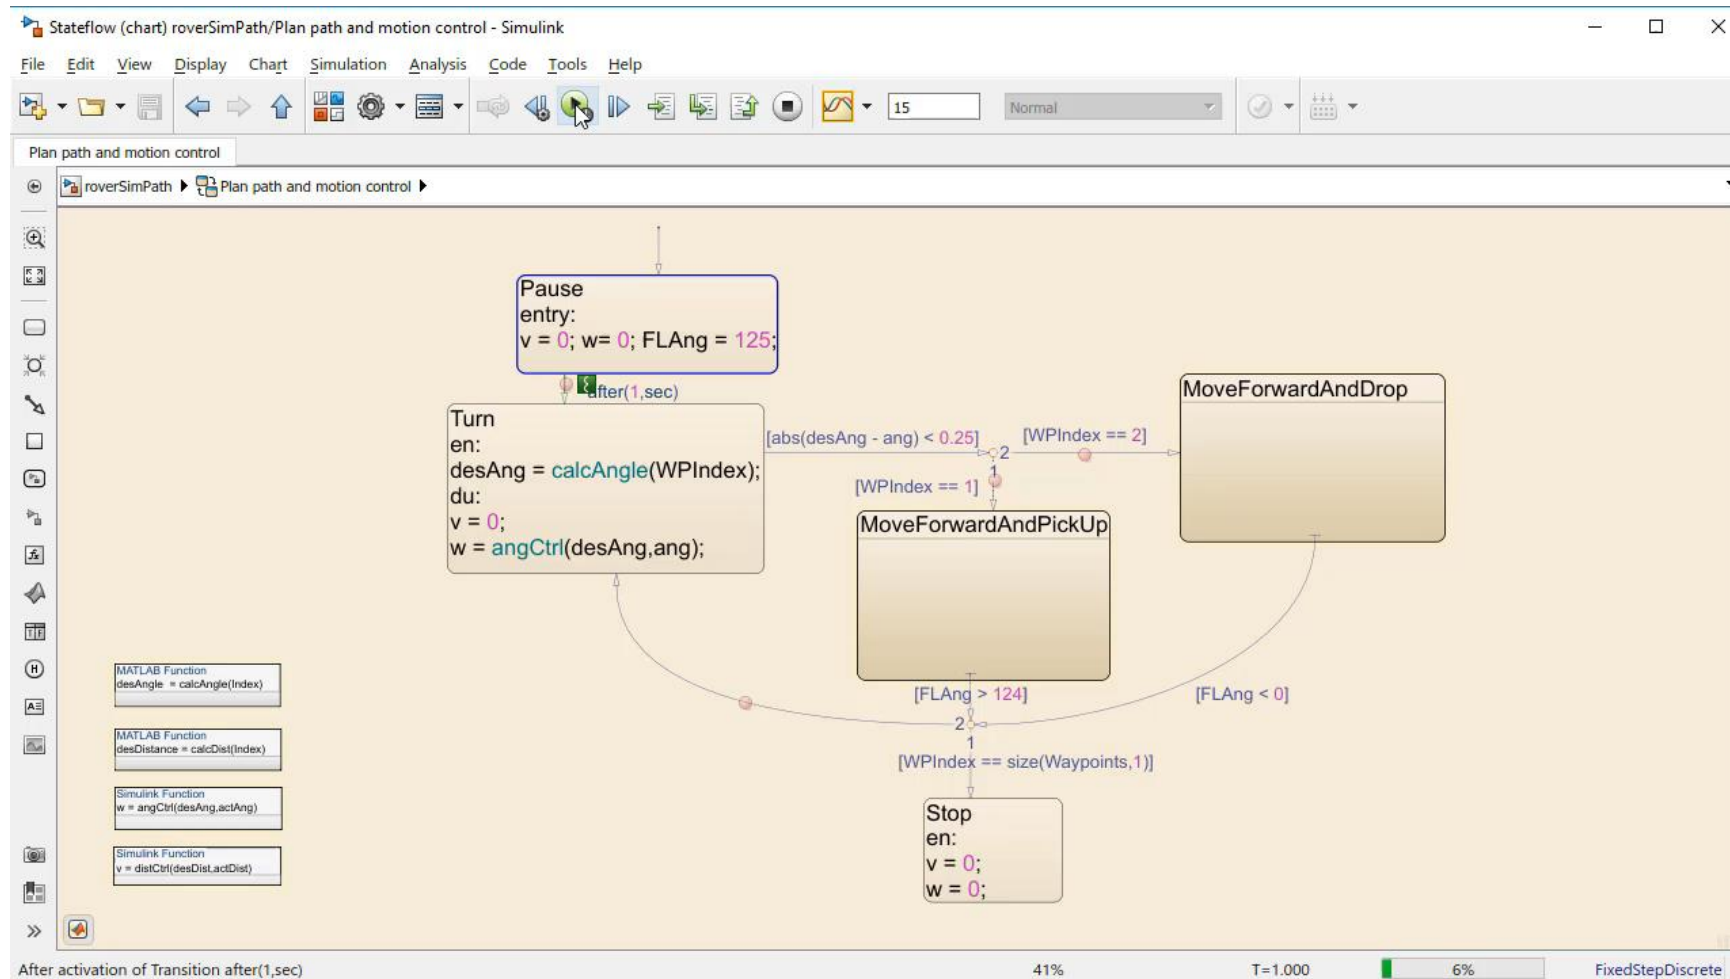 Stateflow (chart) roverSimPath/Plan path and motion control - Simulink
File Edit View Display Chart Simulation Analysis Code Tools Help
15
Normal
Plan path and motion control
roverSimPath Plan path and motion control
Pause
entry:
v = 0; w= 0; FLAng = 125;
after(1,sec)
Turn
en:
desAng = calcAngle(WPIndex);
du:
v = 0;
w = angCtrl(desAng,ang);
[abs(desAng - ang) < 0.25]
2
1
[WPIndex == 2]
[WPIndex == 1]
MoveForwardAndDrop
MoveForwardAndPickUp
[FLAng > 124]
[FLAng < 0]
2
1
[WPIndex == size(Waypoints,1)]
Stop
en:
v = 0;
w = 0;
MATLAB Function
desAngle = calcAngle(Index)
MATLAB Function
desDistance = calcDist(Index)
Simulink Function
w = angCtrl(desAng,actAng)
Simulink Function
v = distCtrl(desDist,actDist)
After activation of Transition after(1,sec)
41%
T=1.000
6%
FixedStepDiscrete